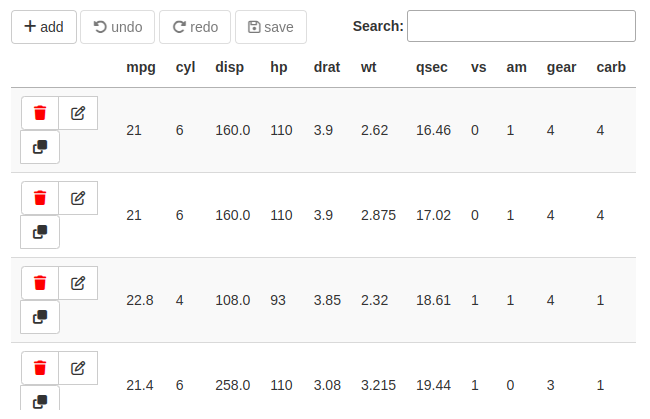 add undo redo save Search:
mpg cyl disp hp drat wt qsec vs am gear carb
21 6 160.0 110 3.9 2.62 16.46 0 1 4 4
21 6 160.0 110 3.9 2.875 17.02 0 1 4 4
22.8 4 108.0 93 3.85 2.32 18.61 1 1 4 1
21.4 6 258.0 110 3.08 3.215 19.44 1 0 3 1